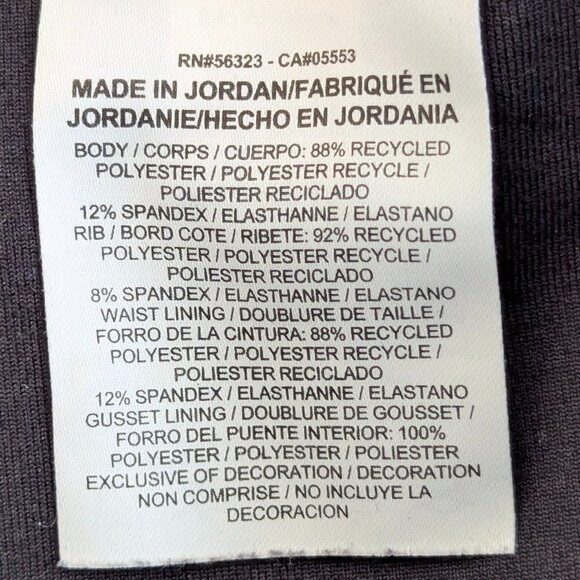 RN#56323 - CA#05553
MADE IN JORDAN/FABRIQUÉ EN
JORDANIE/HECHO EN JORDANIA
BODY / CORPS / CUERPO: 88% RECYCLED
POLYESTER / POLYESTER RECYCLE /
POLIESTER RECICLADO
12% SPANDEX / ELASTHANNE / ELASTANO
RIB / BORD COTE / RIBETE: 92% RECYCLED
POLYESTER / POLYESTER RECYCLE /
POLIESTER RECICLADO
8% SPANDEX / ELASTHANNE / ELASTANO
WAIST LINING / DOUBLURE DE TAILLE /
FORRO DE LA CINTURA: 88% RECYCLED
POLYESTER / POLYESTER RECYCLE /
POLIESTER RECICLADO
12% SPANDEX / ELASTHANNE / ELASTANO
GUSSET LINING / DOUBLURE DE GOUSSET /
FORRO DEL PUENTE INTERIOR: 100%
POLYESTER / POLYESTER / POLIESTER
EXCLUSIVE OF DECORATION / DECORATION
NON COMPRISE / NO INCLUYE LA
DECORACION